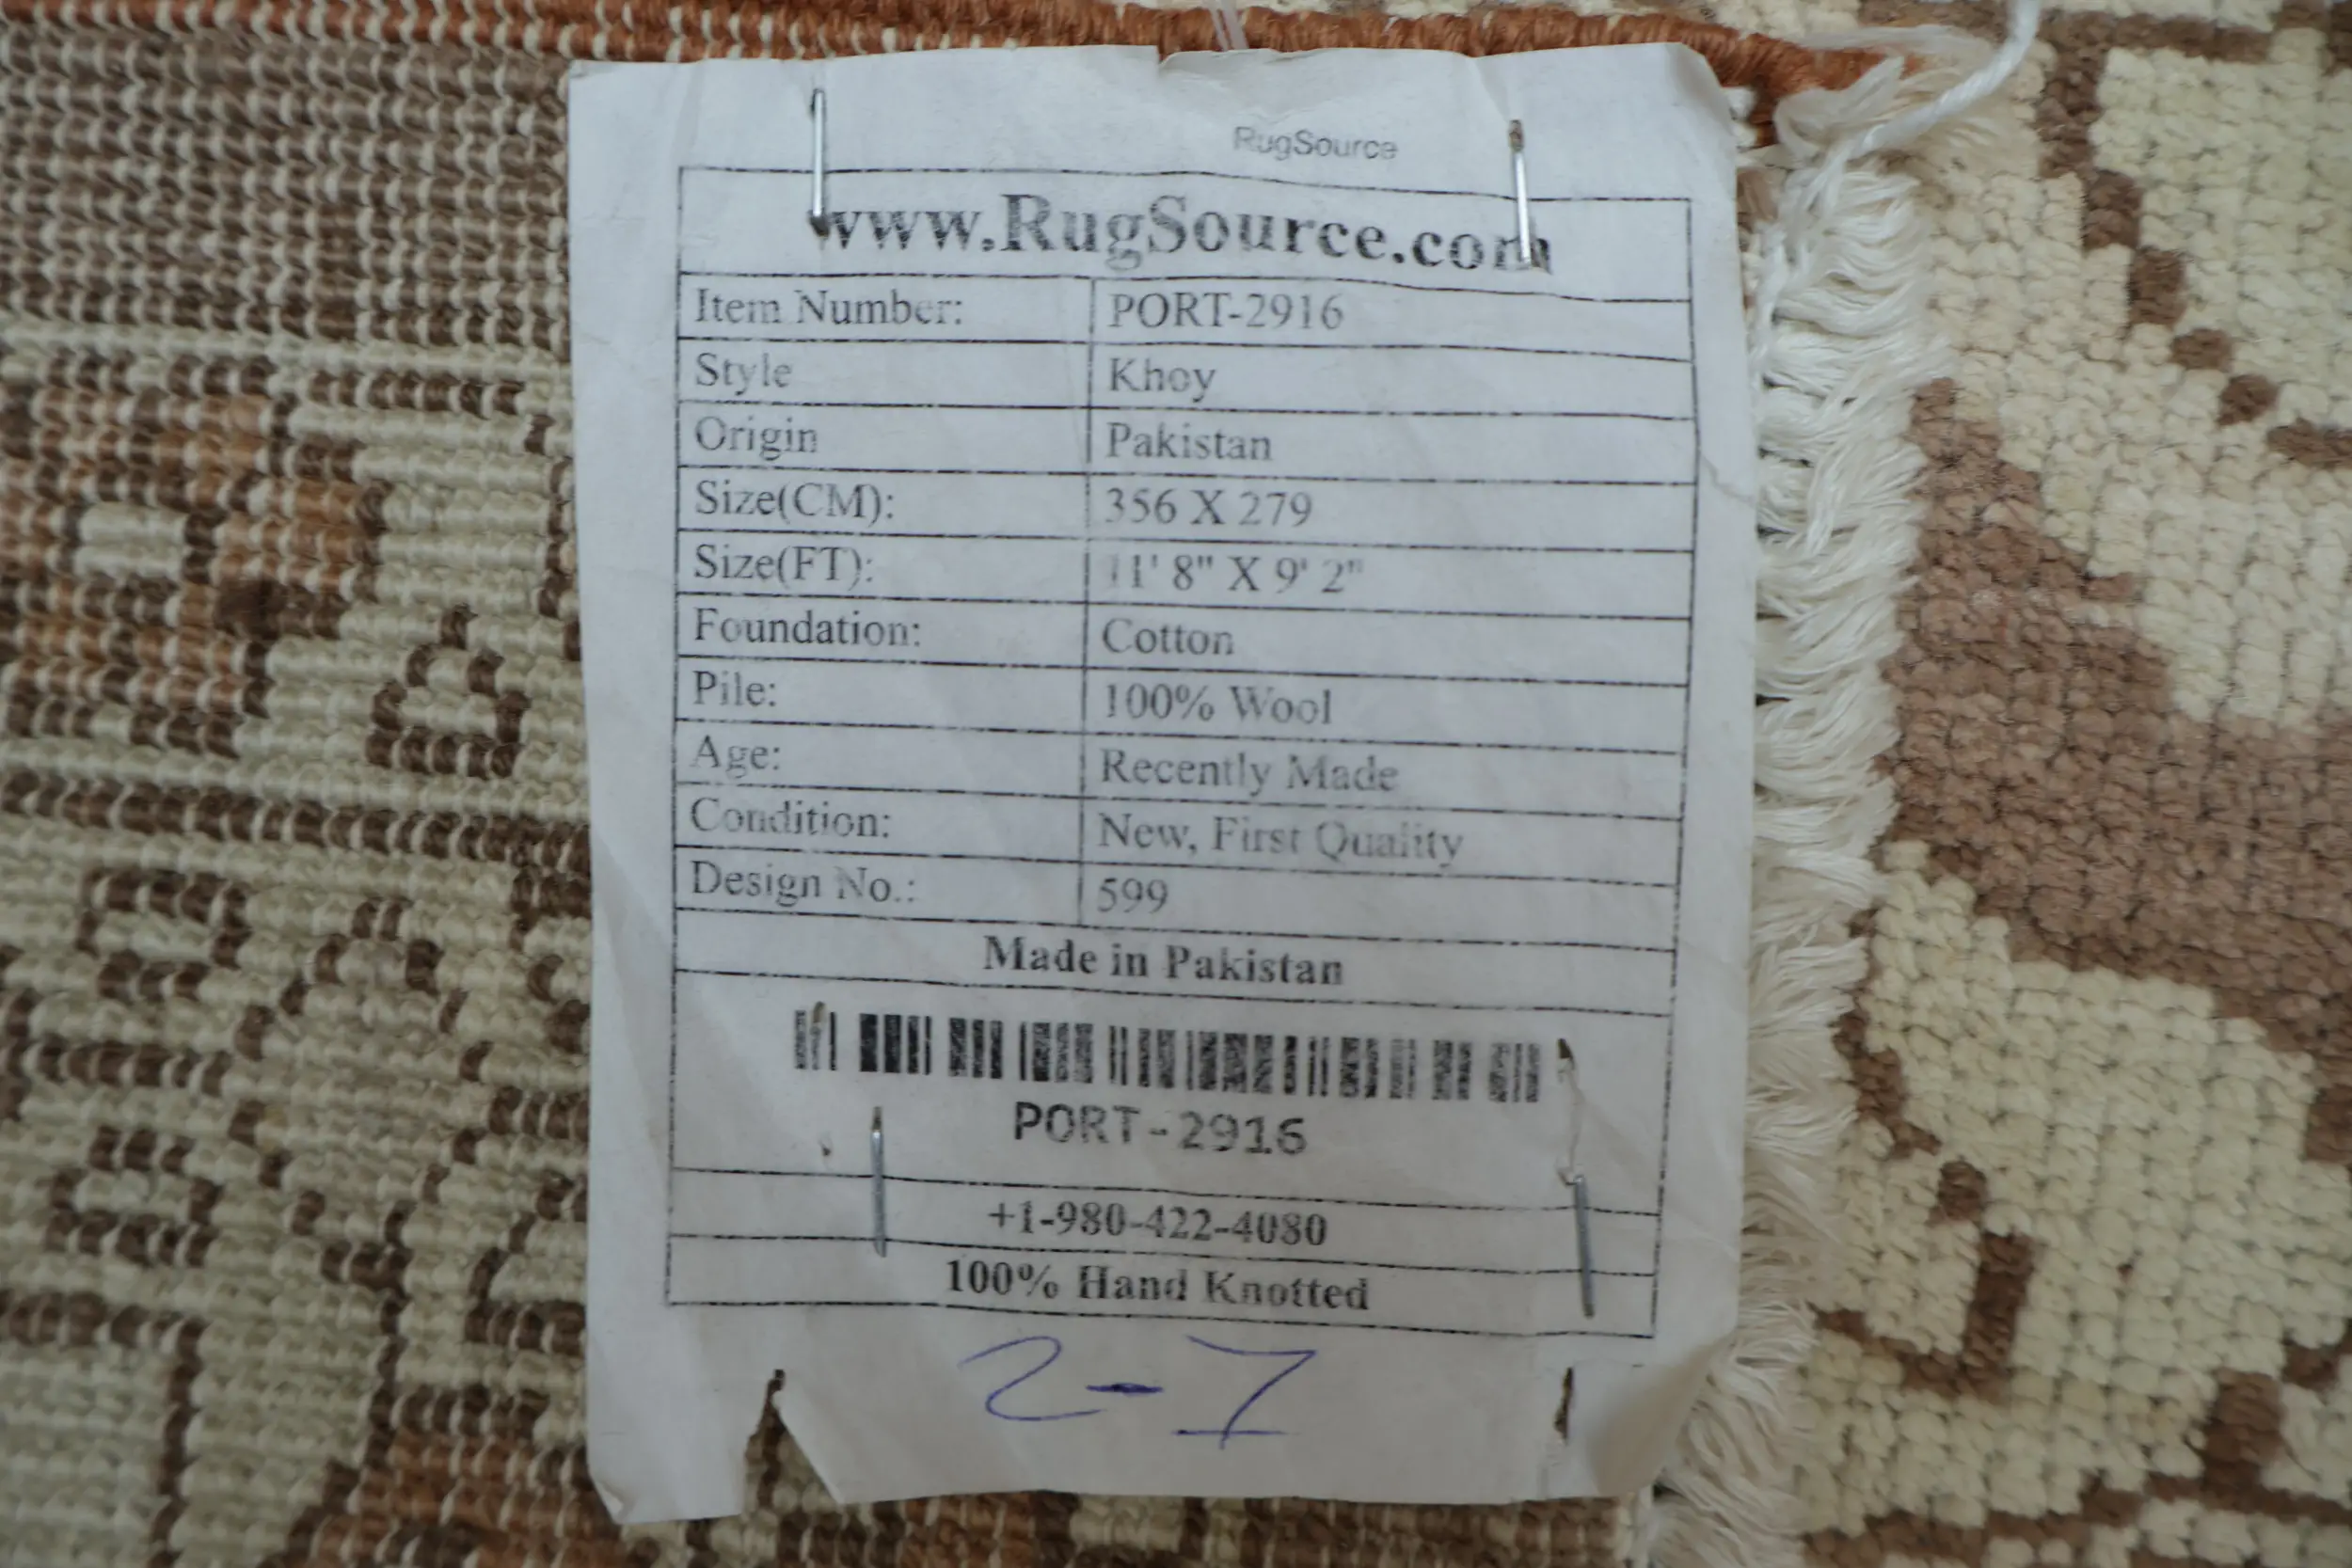 RugSource
www.RugSource.com
Item Number: PORT-2916
Style Khoy
Origin Pakistan
Size(CM): 356 X 279
Size(FT): 11' 8" X 9' 2"
Foundation: Cotton
Pile: 100% Wool
Age: Recently Made
Condition: New, First Quality
Design No.: 599
Made in Pakistan
PORT-2916
+1-980-422-4080
100% Hand Knotted